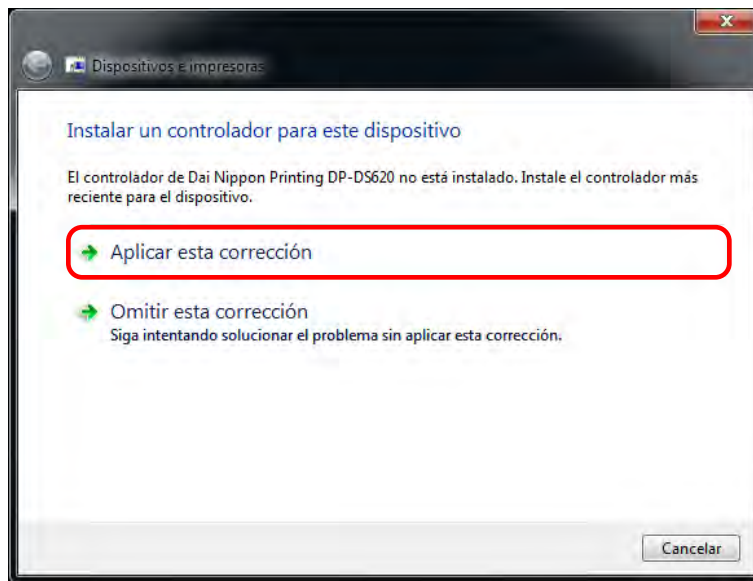 Dispositivos e impresoras
Instalar un controlador para este dispositivo
El controlador de Dai Nippon Printing DP-DS620 no está instalado. Instale el controlador más
reciente para el dispositivo.
Aplicar esta corrección
Omitir esta corrección
Siga intentando solucionar el problema sin aplicar esta corrección.
Cancelar